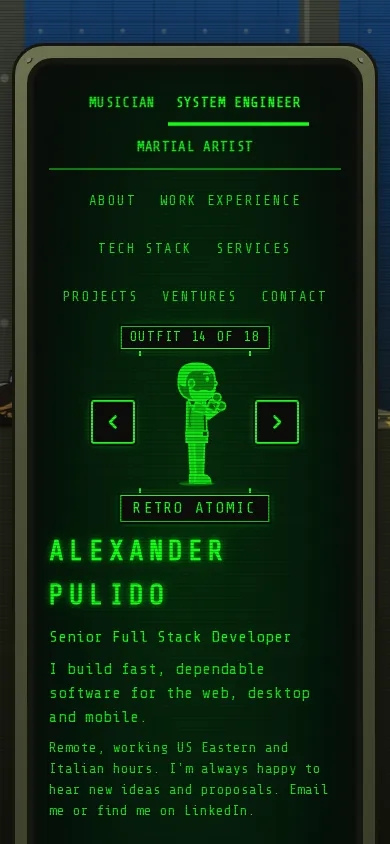 MUSICIAN SYSTEM ENGINEER
MARTIAL ARTIST
ABOUT WORK EXPERIENCE
TECH STACK SERVICES
PROJECTS VENTURES CONTACT
OUTFIT 14 OF 18
RETRO ATOMIC
ALEXANDER
PULIDO
Senior Full Stack Developer
I build fast, dependable
software for the web, desktop
and mobile.
Remote, working US Eastern and
Italian hours. I'm always happy to
hear new ideas and proposals. Email
me or find me on LinkedIn.